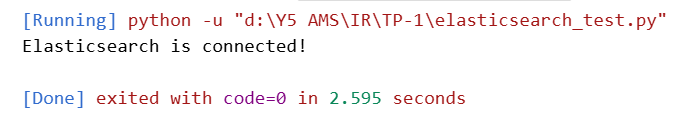 [Running] python -u "d:\Y5 AMS\IR\TP-1\elasticsearch_test.py"
Elasticsearch is connected!
[Done] exited with code=0 in 2.595 seconds